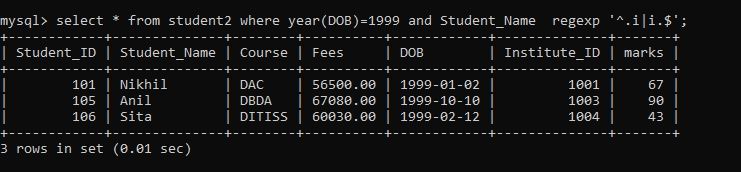 mysql> select * from student2 where year(DOB)=1999 and Student_Name  regexp '^.i|i.$';
+------------+--------------+--------+----------+------------+--------------+-------+
| Student_ID | Student_Name | Course | Fees     | DOB        | Institute_ID | marks |
+------------+--------------+--------+----------+------------+--------------+-------+
|        101 | Nikhil       | DAC    | 56500.00 | 1999-01-02 |         1001 |    67 |
|        105 | Anil         | DBDA   | 67080.00 | 1999-10-10 |         1003 |    90 |
|        106 | Sita         | DITISS | 60030.00 | 1999-02-12 |         1004 |    43 |
+------------+--------------+--------+----------+------------+--------------+-------+
3 rows in set (0.01 sec)